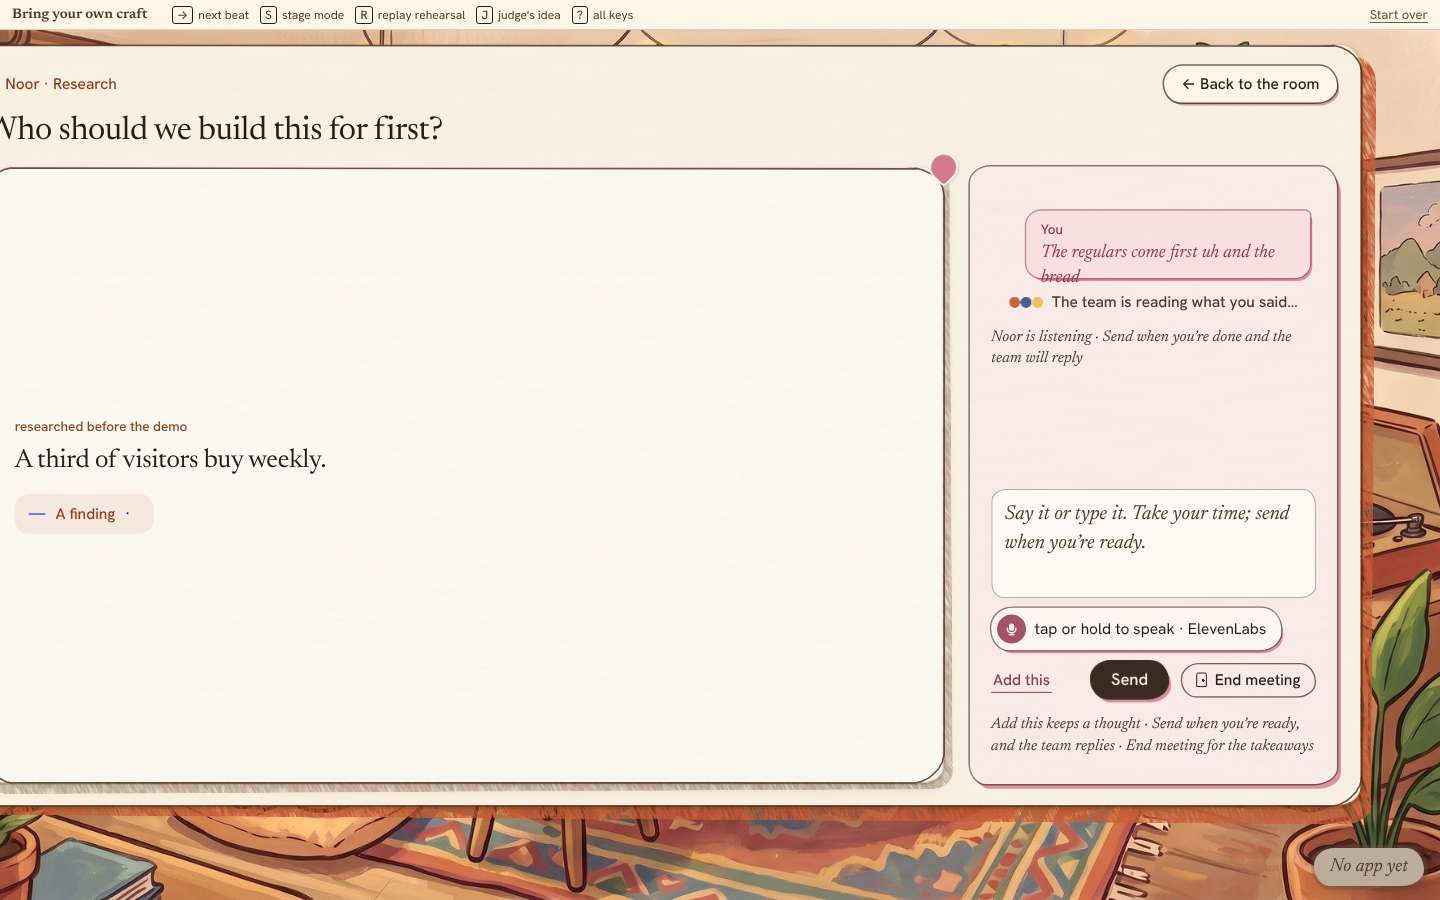 Bring your own craft → next beat S stage mode R replay rehearsal J judge's idea ? all keys Start over
Noor · Research
← Back to the room
Who should we build this for first?
You
The regulars come first uh and the
bread
The team is reading what you said...
Noor is listening · Send when you're done and the
team will reply
researched before the demo
A third of visitors buy weekly.
— A finding ·
Say it or type it. Take your time; send
when you're ready.
tap or hold to speak · ElevenLabs
Add this Send End meeting
Add this keeps a thought · Send when you're ready,
and the team replies · End meeting for the takeaways
No app yet